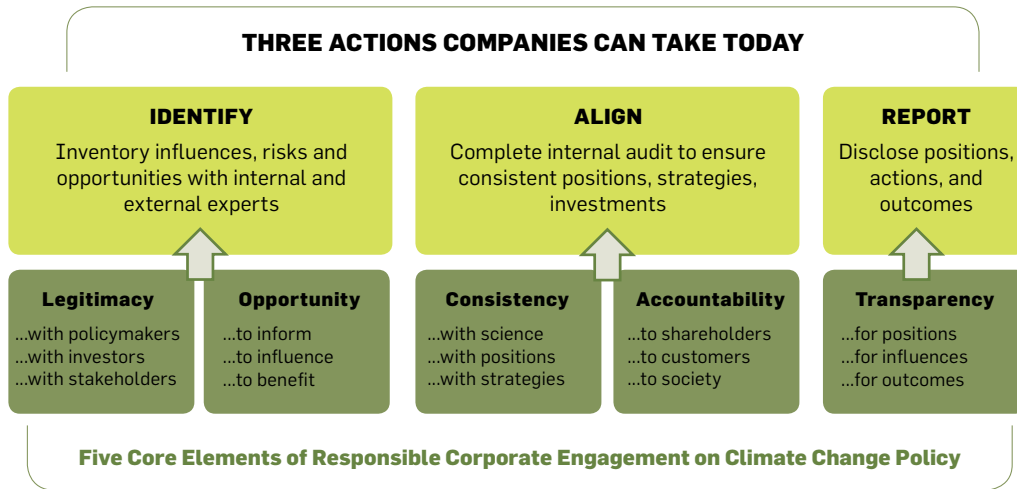 THREE ACTIONS COMPANIES CAN TAKE TODAY
IDENTIFY
Inventory influences, risks and
opportunities with internal and
external experts
ALIGN
Complete internal audit to ensure
consistent positions, strategies,
investments
REPORT
Disclose positions,
actions, and
outcomes
Legitimacy
...with policymakers
...with investors
...with stakeholders
Opportunity
...to inform
...to influence
...to benefit
Consistency
...with science
...with positions
...with strategies
Accountability
...to shareholders
...to customers
...to society
Transparency
...for positions
...for influences
...for outcomes
Five Core Elements of Responsible Corporate Engagement on Climate Change Policy